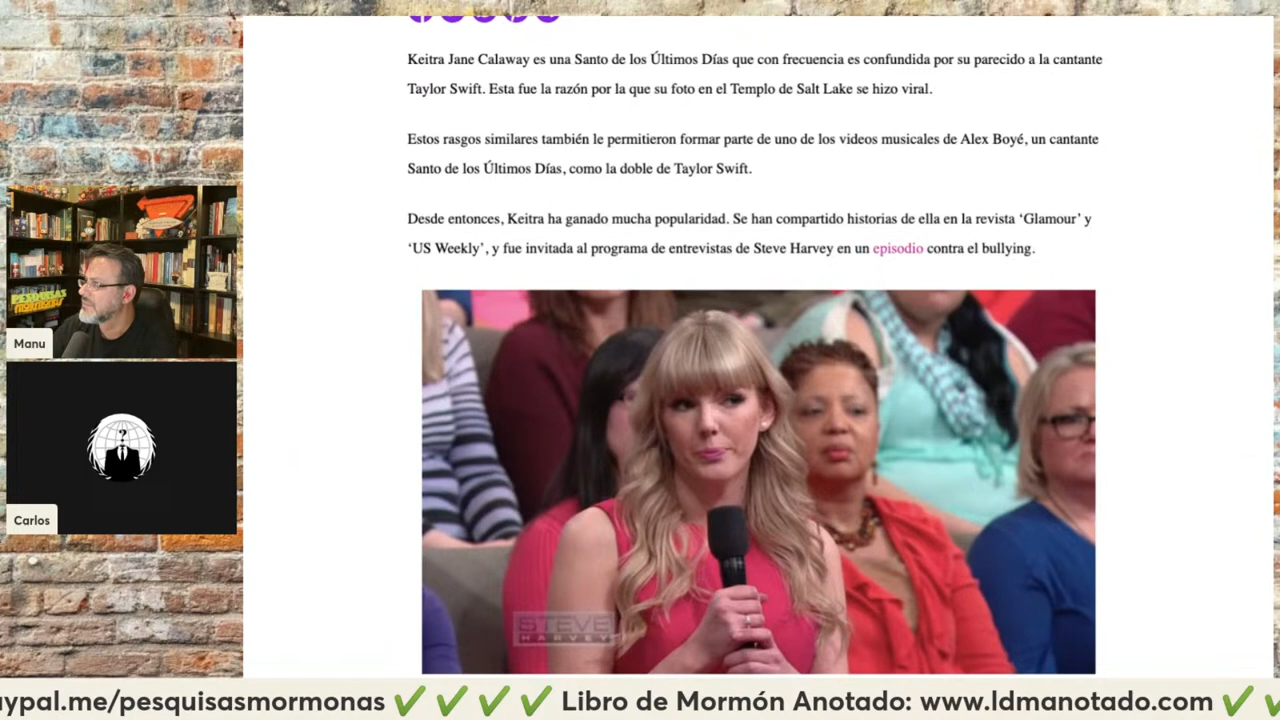 Keitra Jane Calaway es una Santo de los Últimos Días que con frecuencia es confundida por su parecido a la cantante
Taylor Swift. Esta fue la razón por la que su foto en el Templo de Salt Lake se hizo viral.
Estos rasgos similares también le permitieron formar parte de uno de los videos musicales de Alex Boyé, un cantante
Santo de los Últimos Días, como la doble de Taylor Swift.
Desde entonces, Keitra ha ganado mucha popularidad. Se han compartido historias de ella en la revista ‘Glamour’ y
‘US Weekly’, y fue invitada al programa de entrevistas de Steve Harvey en un episodio contra el bullying.
PESQUISAS
MORMONAS
Manu
?
Carlos
STEVE
HARVEY
aypal.me/pesquisasmormonas ✔ ✔ ✔ ✔ Libro de Mormón Anotado: www.ldmanotado.com ✔